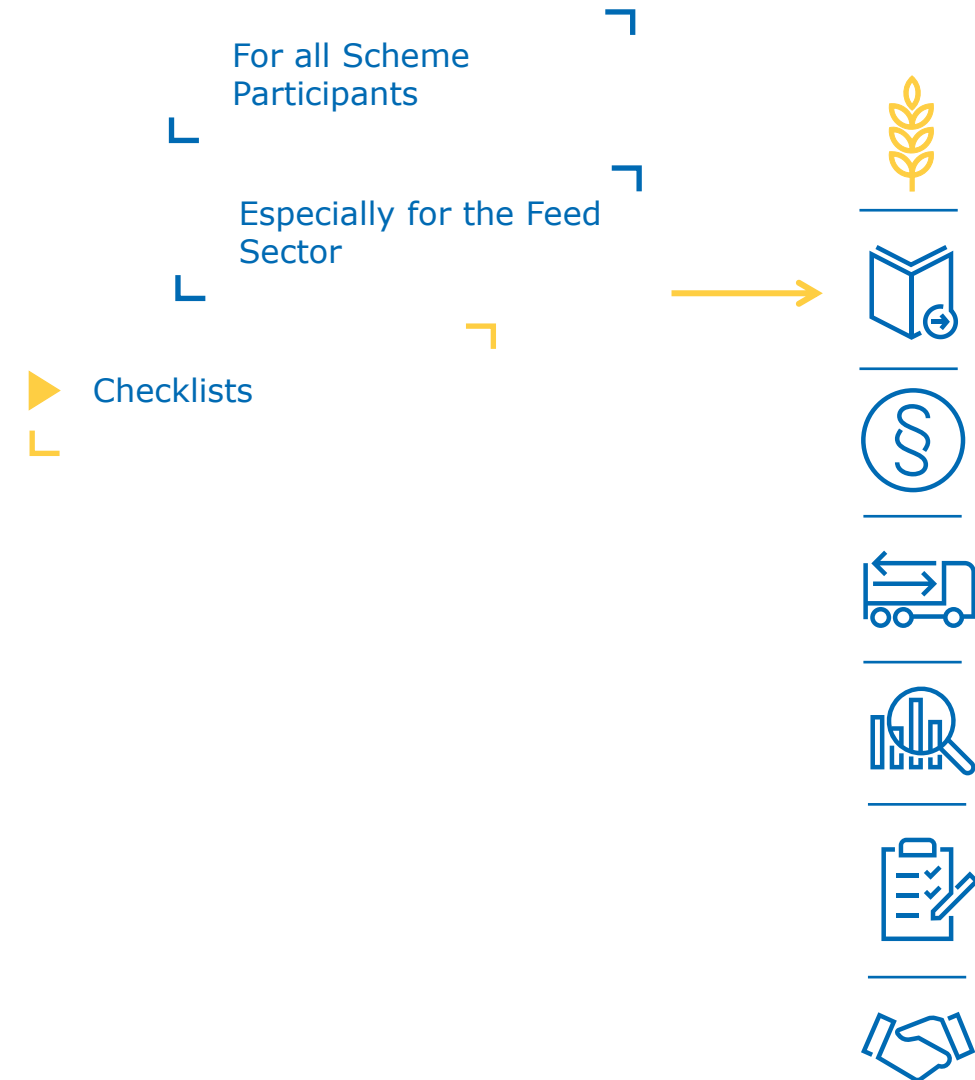 For all Scheme
Participants
Especially for the Feed
Sector
Checklists
§